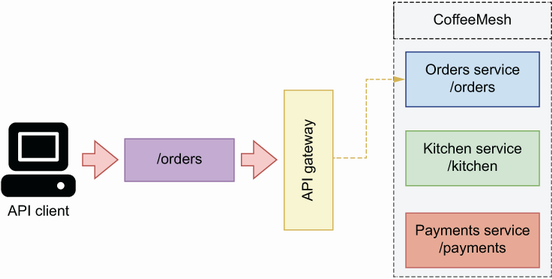 CoffeeMesh
Orders service
/orders
Kitchen service
/kitchen
Payments service
/payments
API gateway
/orders
API client